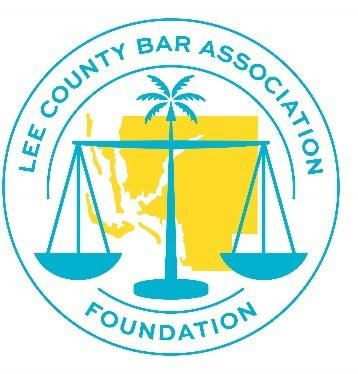 LEE COUNTY BAR ASSOCIATION
FOUNDATION